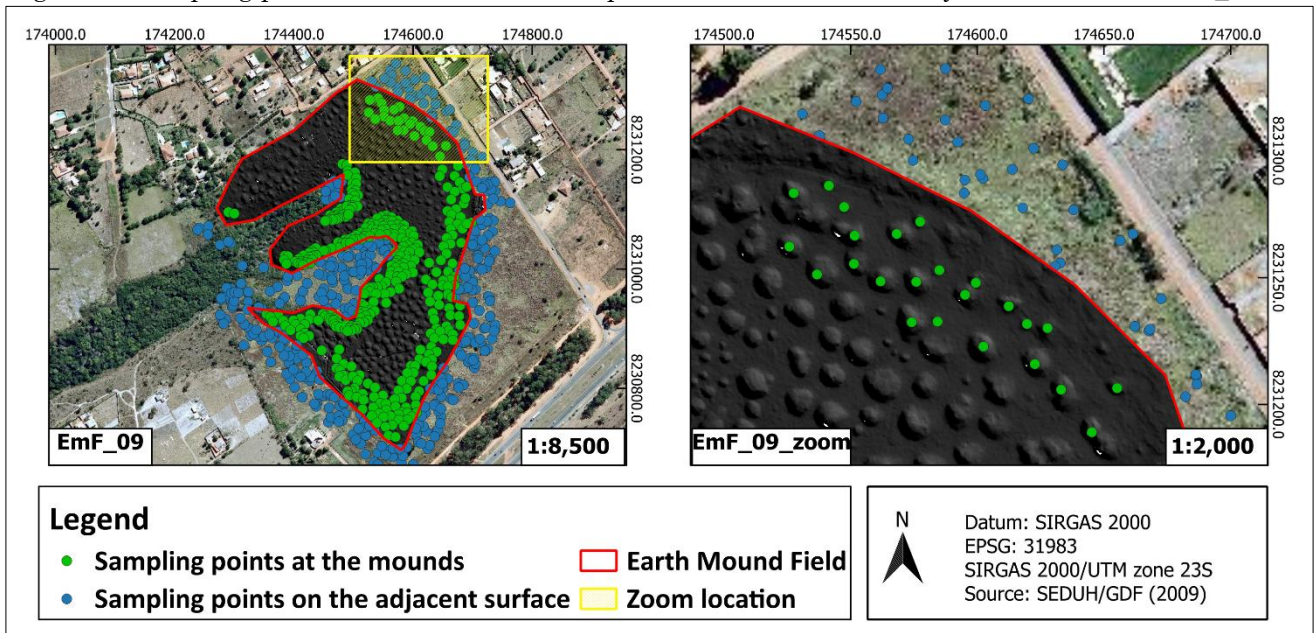 174000.0 174200.0 174400.0 174600.0 174800.0
8231200.0
8231000.0
8230800.0
EmF_09
1:8,500
174500.0 174550.0 174600.0 174650.0 174700.0
8231300.0
8231250.0
8231200.0
EmF_09_zoom
1:2,000
Legend
Sampling points at the mounds
Earth Mound Field
Sampling points on the adjacent surface
Zoom location
N
Datum: SIRGAS 2000
EPSG: 31983
SIRGAS 2000/UTM zone 23S
Source: SEDUH/GDF (2009)